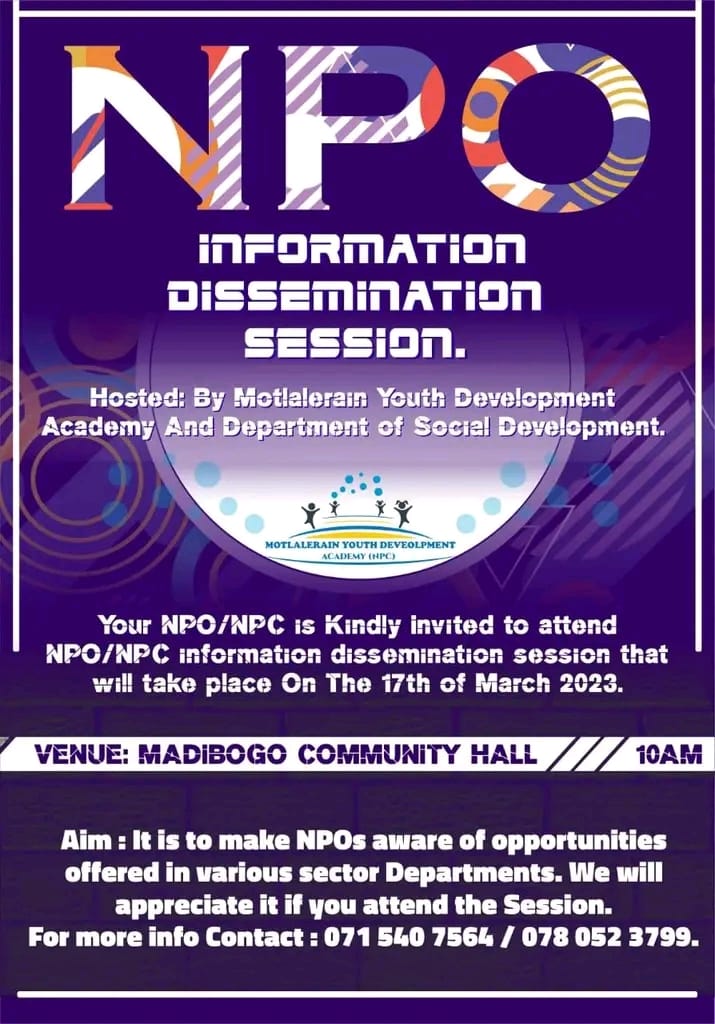 NPO
INFORMATION
DISSEMINATION
SESSION.
Hosted: By Motlalerain Youth Development
Academy And Department of Social Development.
MOTLALERAIN YOUTH DEVEOLPMENT
ACADEMY (NPC)
Your NPO/NPC is Kindly invited to attend
NPO/NPC information dissemination session that
will take place On The 17th of March 2023.
VENUE: MADIBOGO COMMUNITY HALL /// 10AM
Aim : It is to make NPOs aware of opportunities
offered in various sector Departments. We will
appreciate it if you attend the Session.
For more info Contact : 071 540 7564 / 078 052 3799.